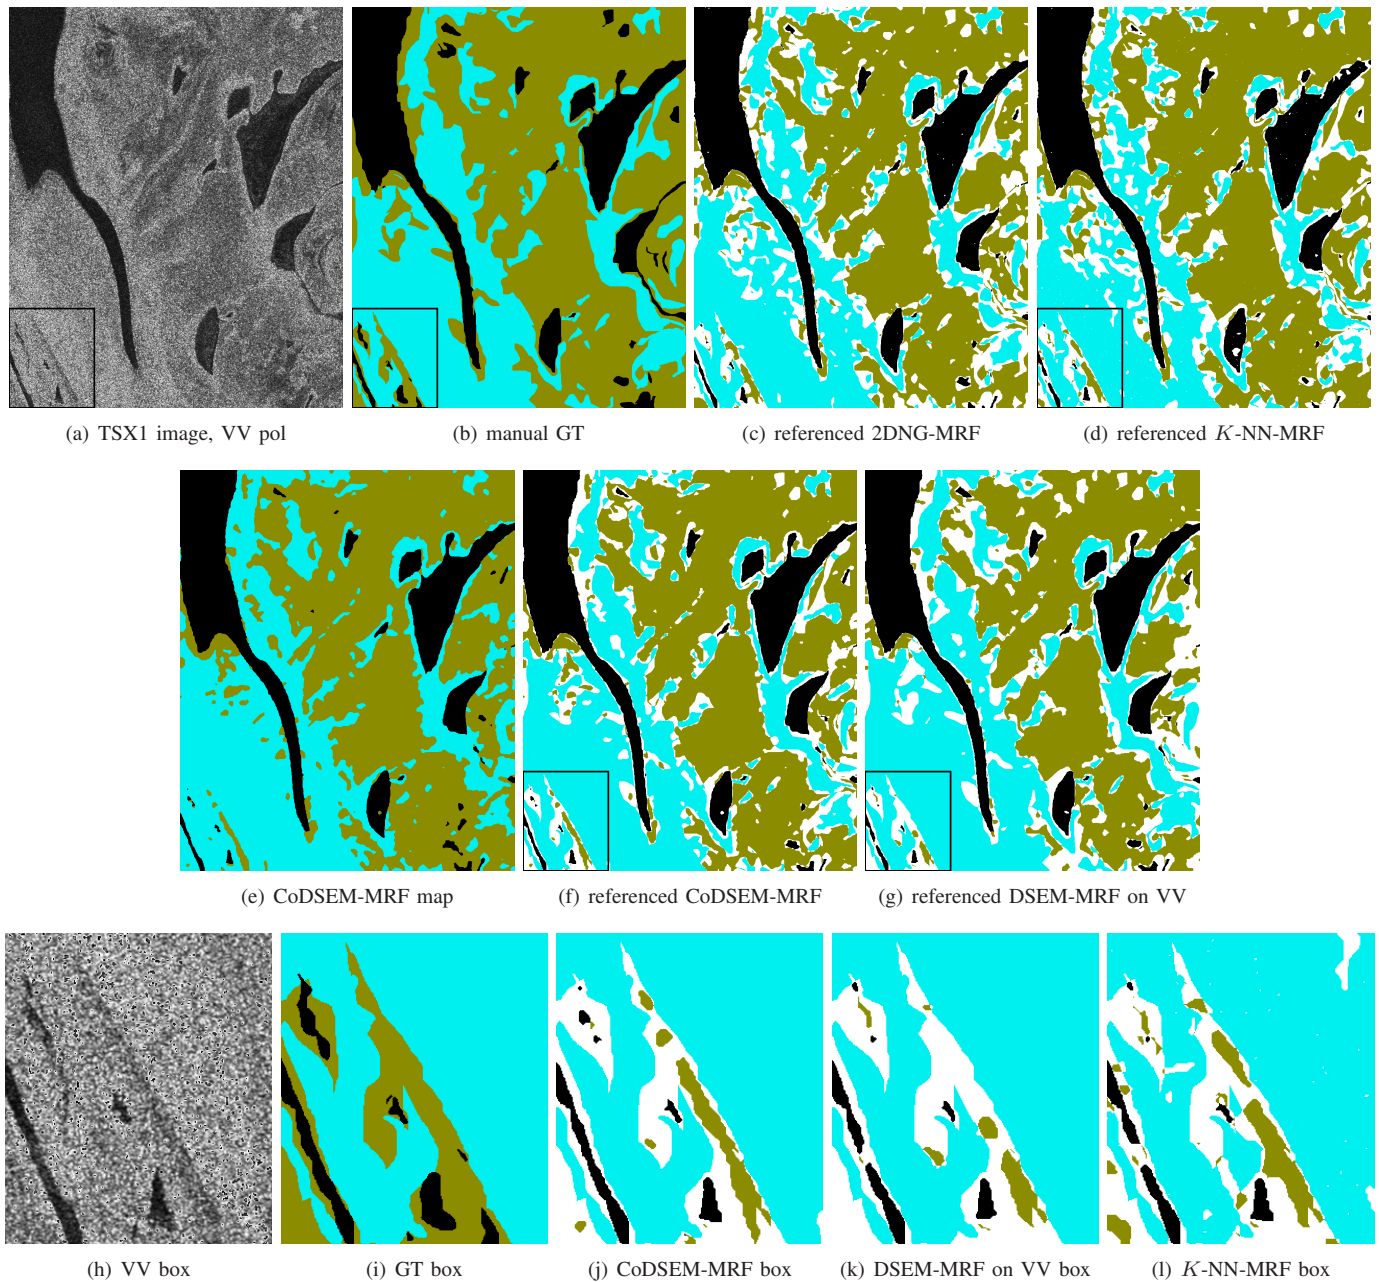 (a) TSX1 image, VV pol
(b) manual GT
(c) referenced 2DNG-MRF
(d) referenced K-NN-MRF
(e) CoDSEM-MRF map
(f) referenced CoDSEM-MRF
(g) referenced DSEM-MRF on VV
(h) VV box
(i) GT box
(j) CoDSEM-MRF box
(k) DSEM-MRF on VV box
(l) K-NN-MRF box